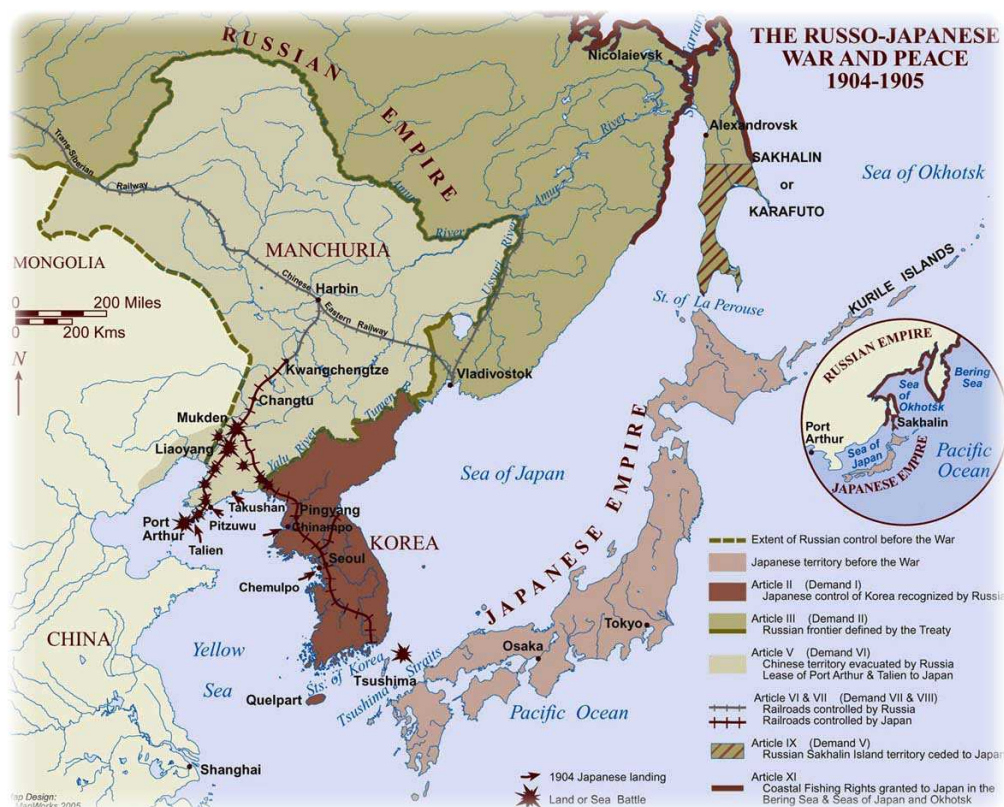 THE RUSSO-JAPANESE
WAR AND PEACE
1904-1905
RUSSIAN
EMPIRE
Nicolaievsk
Tartary
Alexandrovsk
SAKHALIN
or
KARAFUTO
Sea of Okhotsk
Trans-Siberian
Railway
Amur
River
Amur
River
Ussuri River
MONGOLIA
MANCHURIA
0 200 Miles
0 200 Kms
N
Harbin
Chinese
Eastern Railway
St. of La Perouse
KURILE ISLANDS
Kwangchengtze
Changtu
Vladivostok
Mukden
Liaoyang
Yalu River
Tumen R
RUSSIAN EMPIRE
Bering
Sea
Sea
of
Okhotsk
Sakhalin
Port
Arthur
Sea of
Japan
Pacific
Ocean
JAPANESE EMPIRE
Sea of Japan
JAPANESE EMPIRE
Takushan
Pitzuwu
Port
Arthur
Talien
Pingyang
Chinampo
KOREA
Seoul
Chemulpo
CHINA
Yellow
Sea
Sts. of Korea
Tsushima
Tsushima Straits
Quelpart
Tokyo
Osaka
Pacific Ocean
Shanghai
Extent of Russian control before the War
Japanese territory before the War
Article II (Demand I)
Japanese control of Korea recognized by Russia
Article III (Demand II)
Russian frontier defined by the Treaty
Article V (Demand VI)
Chinese territory evacuated by Russia
Lease of Port Arthur & Talien to Japan
Article VI & VII (Demand VII & VIII)
Railroads controlled by Russia
Railroads controlled by Japan
Article IX (Demand V)
Russian Sakhalin Island territory ceded to Japan
Article XI
Coastal Fishing Rights granted to Japan in the
Bering Sea & Seas of Japan and Okhotsk
1904 Japanese landing
Land or Sea Battle
Map Design:
MapWorks 2005